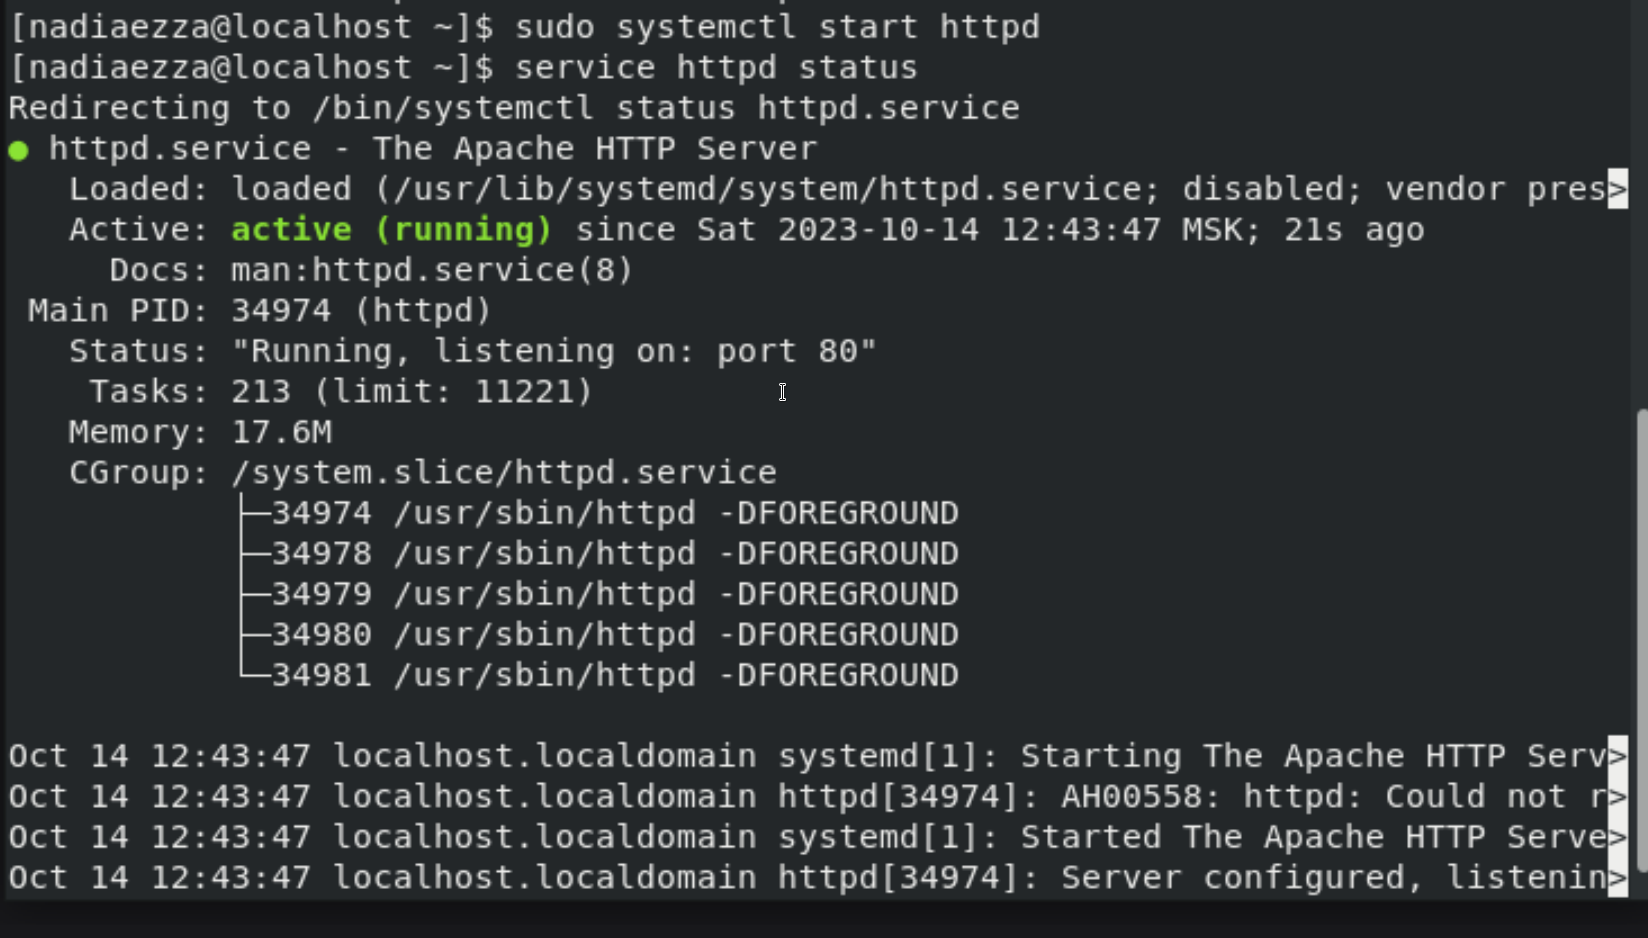 [nadiaezza@localhost ~]$ sudo systemctl start httpd
[nadiaezza@localhost ~]$ service httpd status
Redirecting to /bin/systemctl status httpd.service
● httpd.service - The Apache HTTP Server
   Loaded: loaded (/usr/lib/systemd/system/httpd.service; disabled; vendor pres>
   Active: active (running) since Sat 2023-10-14 12:43:47 MSK; 21s ago
     Docs: man:httpd.service(8)
 Main PID: 34974 (httpd)
   Status: "Running, listening on: port 80"
    Tasks: 213 (limit: 11221)
   Memory: 17.6M
   CGroup: /system.slice/httpd.service
           ├─34974 /usr/sbin/httpd -DFOREGROUND
           ├─34978 /usr/sbin/httpd -DFOREGROUND
           ├─34979 /usr/sbin/httpd -DFOREGROUND
           ├─34980 /usr/sbin/httpd -DFOREGROUND
           └─34981 /usr/sbin/httpd -DFOREGROUND
Oct 14 12:43:47 localhost.localdomain systemd[1]: Starting The Apache HTTP Serv>
Oct 14 12:43:47 localhost.localdomain httpd[34974]: AH00558: httpd: Could not r>
Oct 14 12:43:47 localhost.localdomain systemd[1]: Started The Apache HTTP Serve>
Oct 14 12:43:47 localhost.localdomain httpd[34974]: Server configured, listenin>